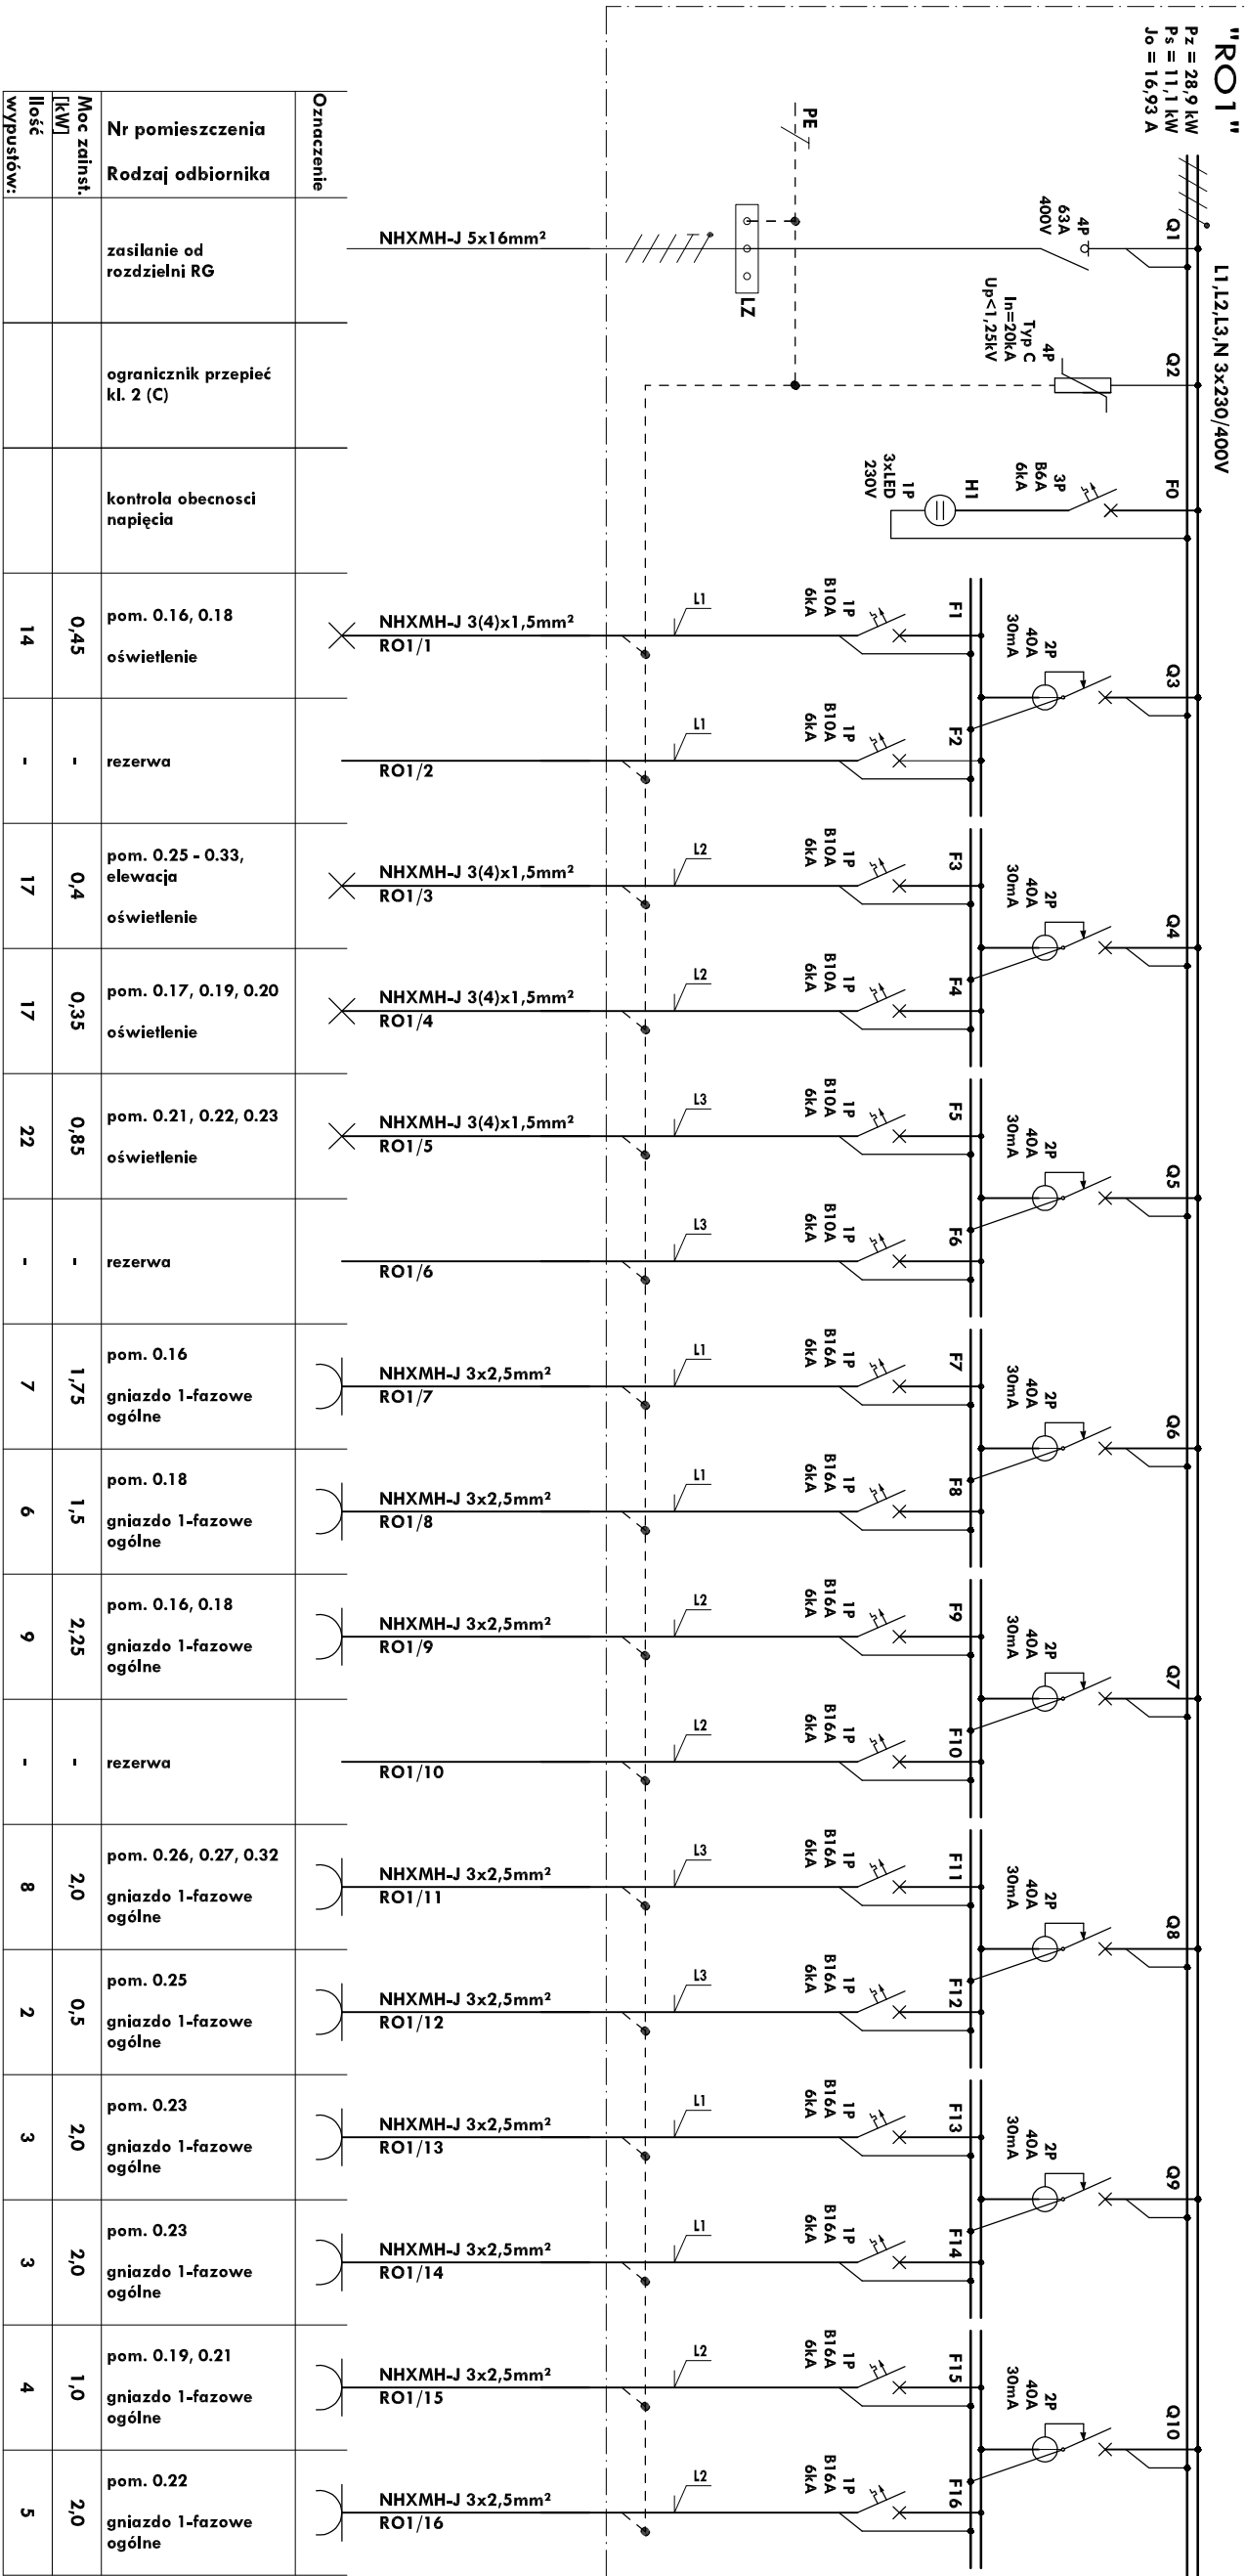 "RO1"
Pz = 28,9 kW
Ps = 11,1 kW
Jo = 16,93 A
L1,L2,L3,N 3x230/400V
PE
LZ
Q1
4P
63A
400V
NHXMH-J 5x16mm²
Q2
4P
Typ C
In=20kA
Up<1,25kV
F0
3P
B6A
6kA
H1
1P
3xLED
230V
Q3
2P
40A
30mA
F1
1P
B10A
6kA
L1
NHXMH-J 3(4)x1,5mm²
RO1/1
F2
1P
B10A
6kA
L1
RO1/2
Q4
2P
40A
30mA
F3
1P
B10A
6kA
L2
NHXMH-J 3(4)x1,5mm²
RO1/3
F4
1P
B10A
6kA
L2
NHXMH-J 3(4)x1,5mm²
RO1/4
Q5
2P
40A
30mA
F5
1P
B10A
6kA
L3
NHXMH-J 3(4)x1,5mm²
RO1/5
F6
1P
B10A
6kA
L3
RO1/6
Q6
2P
40A
30mA
F7
1P
B16A
6kA
L1
NHXMH-J 3x2,5mm²
RO1/7
F8
1P
B16A
6kA
L1
NHXMH-J 3x2,5mm²
RO1/8
Q7
2P
40A
30mA
F9
1P
B16A
6kA
L2
NHXMH-J 3x2,5mm²
RO1/9
F10
1P
B16A
6kA
L2
RO1/10
Q8
2P
40A
30mA
F11
1P
B16A
6kA
L3
NHXMH-J 3x2,5mm²
RO1/11
F12
1P
B16A
6kA
L3
NHXMH-J 3x2,5mm²
RO1/12
Q9
2P
40A
30mA
F13
1P
B16A
6kA
L1
NHXMH-J 3x2,5mm²
RO1/13
F14
1P
B16A
6kA
L1
NHXMH-J 3x2,5mm²
RO1/14
Q10
2P
40A
30mA
F15
1P
B16A
6kA
L2
NHXMH-J 3x2,5mm²
RO1/15
F16
1P
B16A
6kA
L2
NHXMH-J 3x2,5mm²
RO1/16
Oznaczenie
Nr pomieszczenia
Rodzaj odbiornika
Moc zainst.
[kW]
Ilość
wypustów:
zasilanie od
rozdzielni RG
ogranicznik przepieć
kl. 2 (C)
kontrola obecnosci
napięcia
pom. 0.16, 0.18
oświetlenie
0,45
14
rezerwa
-
-
pom. 0.25 - 0.33,
elewacja
oświetlenie
0,4
17
pom. 0.17, 0.19, 0.20
oświetlenie
0,35
17
pom. 0.21, 0.22, 0.23
oświetlenie
0,85
22
rezerwa
-
-
pom. 0.16
gniazdo 1-fazowe
ogólne
1,75
7
pom. 0.18
gniazdo 1-fazowe
ogólne
1,5
6
pom. 0.16, 0.18
gniazdo 1-fazowe
ogólne
2,25
9
rezerwa
-
-
pom. 0.26, 0.27, 0.32
gniazdo 1-fazowe
ogólne
2,0
8
pom. 0.25
gniazdo 1-fazowe
ogólne
0,5
2
pom. 0.23
gniazdo 1-fazowe
ogólne
2,0
3
pom. 0.23
gniazdo 1-fazowe
ogólne
2,0
3
pom. 0.19, 0.21
gniazdo 1-fazowe
ogólne
1,0
4
pom. 0.22
gniazdo 1-fazowe
ogólne
2,0
5